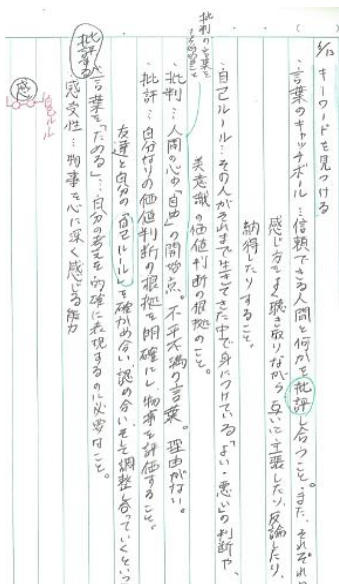 5/13 キーワードを見つける
・言葉のキャッチボール…信頼できる人間と何かを批評し合うこと。また、それぞれ
感じ方をよく聴き取りながら互いに主張したり、反論したり、
納得したりすること。
・自己ルール…その人がそれまで生きてきた中で身につけている「よい・悪い」の判断や、
美意識の価値判断の根拠のこと。
批判の言葉を
・批判…人間の心の「自由」の開始点。不平不満の言葉。理由がない。
・批評…自分なりの価値判断の根拠を明確にし、物事を評価すること。
友達と自分の「自己ルール」を確かめ合い、認め合い、そして調整し合っていくという
批評する
言葉を「ためる」…自分の考えを的確に表現するのに必要なこと。
感受性…物事を心に深く感じる能力
感
自己ルール